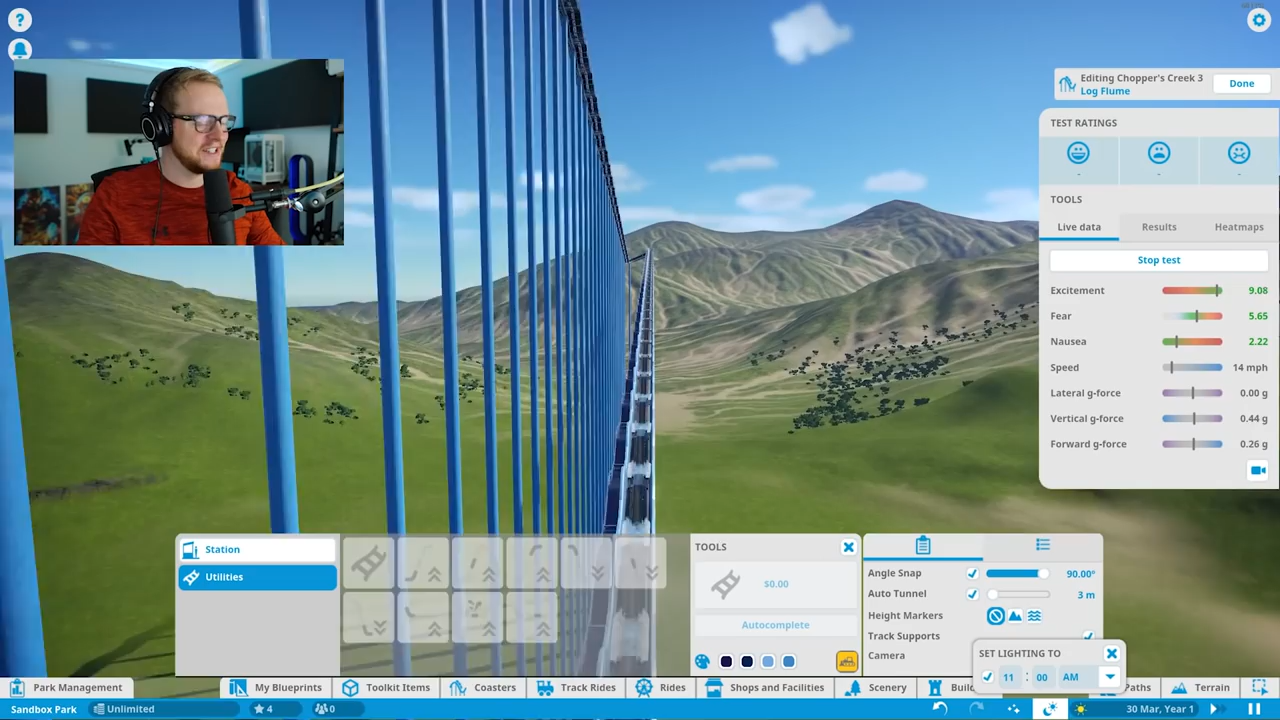 ?
Editing Chopper's Creek 3
Log Flume
Done
TEST RATINGS
- - -
TOOLS
Live data Results Heatmaps
Stop test
Excitement 9.08
Fear 5.65
Nausea 2.22
Speed 14 mph
Lateral g-force 0.00 g
Vertical g-force 0.44 g
Forward g-force 0.26 g
Station
Utilities
TOOLS
$0.00
Autocomplete
Angle Snap 90.00°
Auto Tunnel 3 m
Height Markers
Track Supports
Camera
SET LIGHTING TO
11 : 00 AM
Park Management My Blueprints Toolkit Items Coasters Track Rides Rides Shops and Facilities Scenery Paths Terrain
Sandbox Park Unlimited 4 0 30 Mar, Year 1